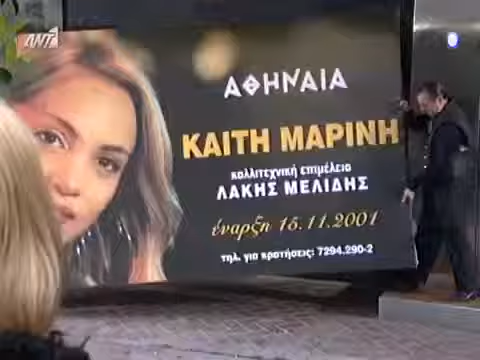 ANT1
ΑΘΗΝΑΙΑ
ΚΑΙΤΗ ΜΑΡΙΝΗ
καλλιτεχνική επιμέλεια
ΛΑΚΗΣ ΜΕΛΙΔΗΣ
έναρξη 15.11.2001
τηλ. για κρατήσεις: 7294.290-2